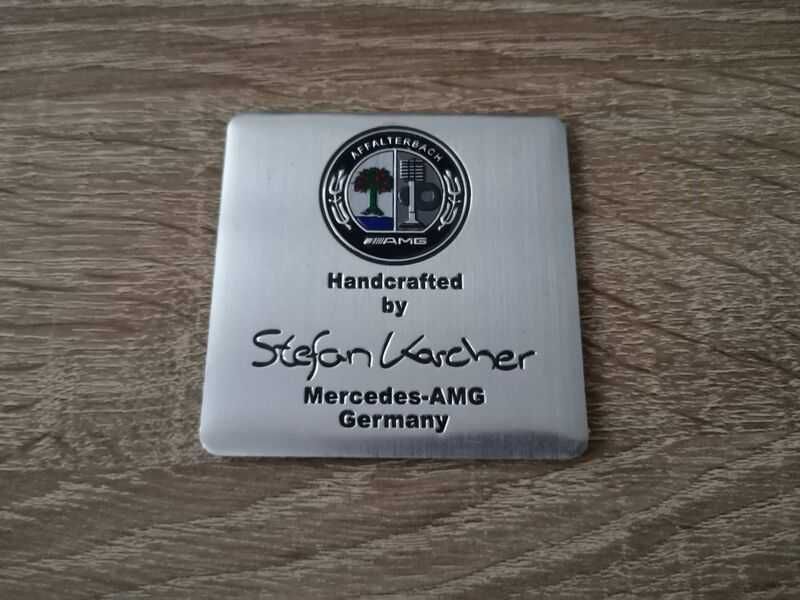 AFFALTERBACH
AMG
Handcrafted
by
Stefan Karcher
Mercedes-AMG
Germany